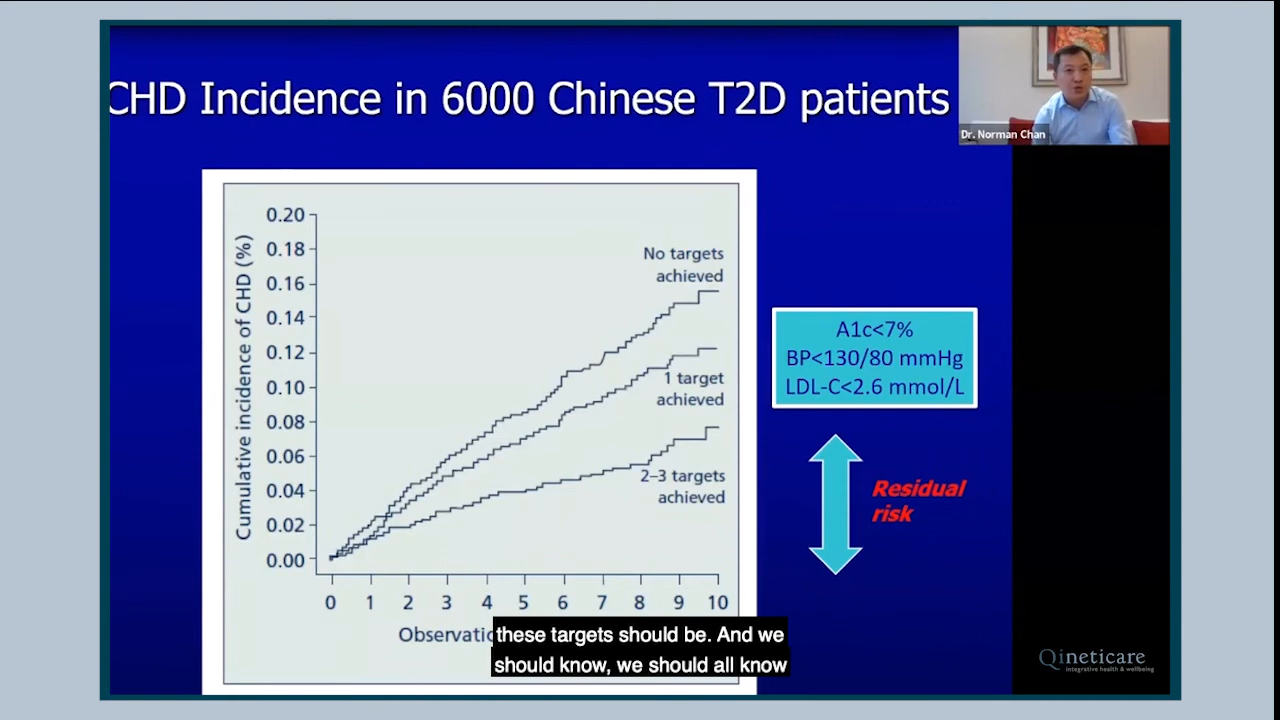 CHD Incidence in 6000 Chinese T2D patients
Dr. Norman Chan
0.20
0.18
0.16
0.14
0.12
0.10
0.08
0.06
0.04
0.02
0.00
Cumulative incidence of CHD (%)
No targets
achieved
1 target
achieved
2–3 targets
achieved
0 1 2 3 4 5 6 7 8 9 10
A1c<7%
BP<130/80 mmHg
LDL-C<2.6 mmol/L
Residual
risk
these targets should be. And we
should know, we should all know
Qineticare
integrative health & wellbeing